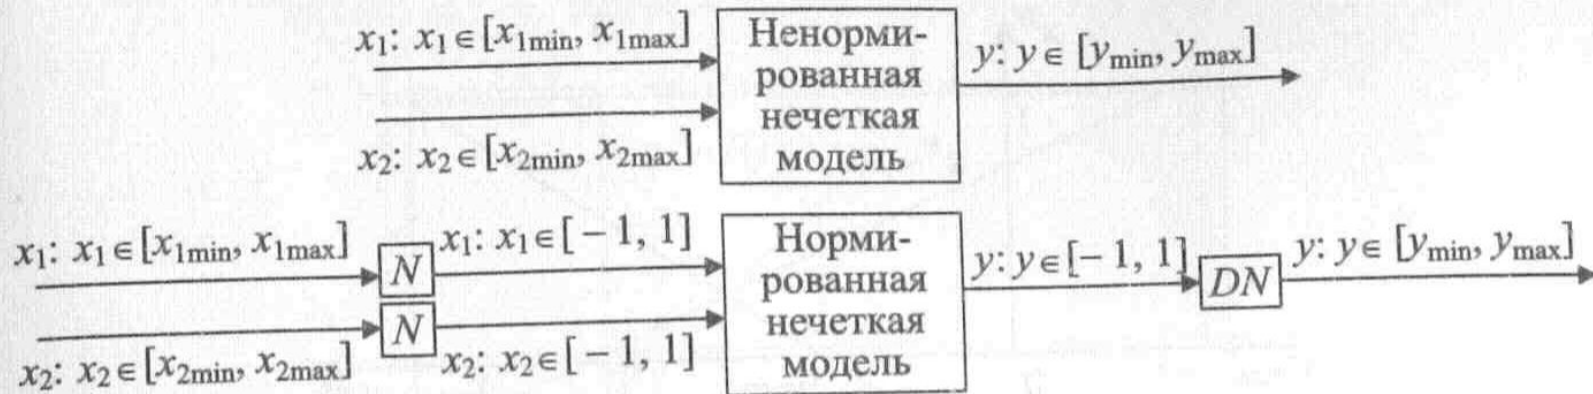 x₁: x₁ ∈ [x₁min, x₁max]
x₂: x₂ ∈ [x₂min, x₂max]
Ненорми-
рованная
нечеткая
модель
y: y ∈ [ymin, ymax]
x₁: x₁ ∈ [x₁min, x₁max]
x₂: x₂ ∈ [x₂min, x₂max]
N
N
x₁: x₁ ∈ [− 1, 1]
x₂: x₂ ∈ [− 1, 1]
Норми-
рованная
нечеткая
модель
y: y ∈ [− 1, 1]
DN
y: y ∈ [ymin, ymax]